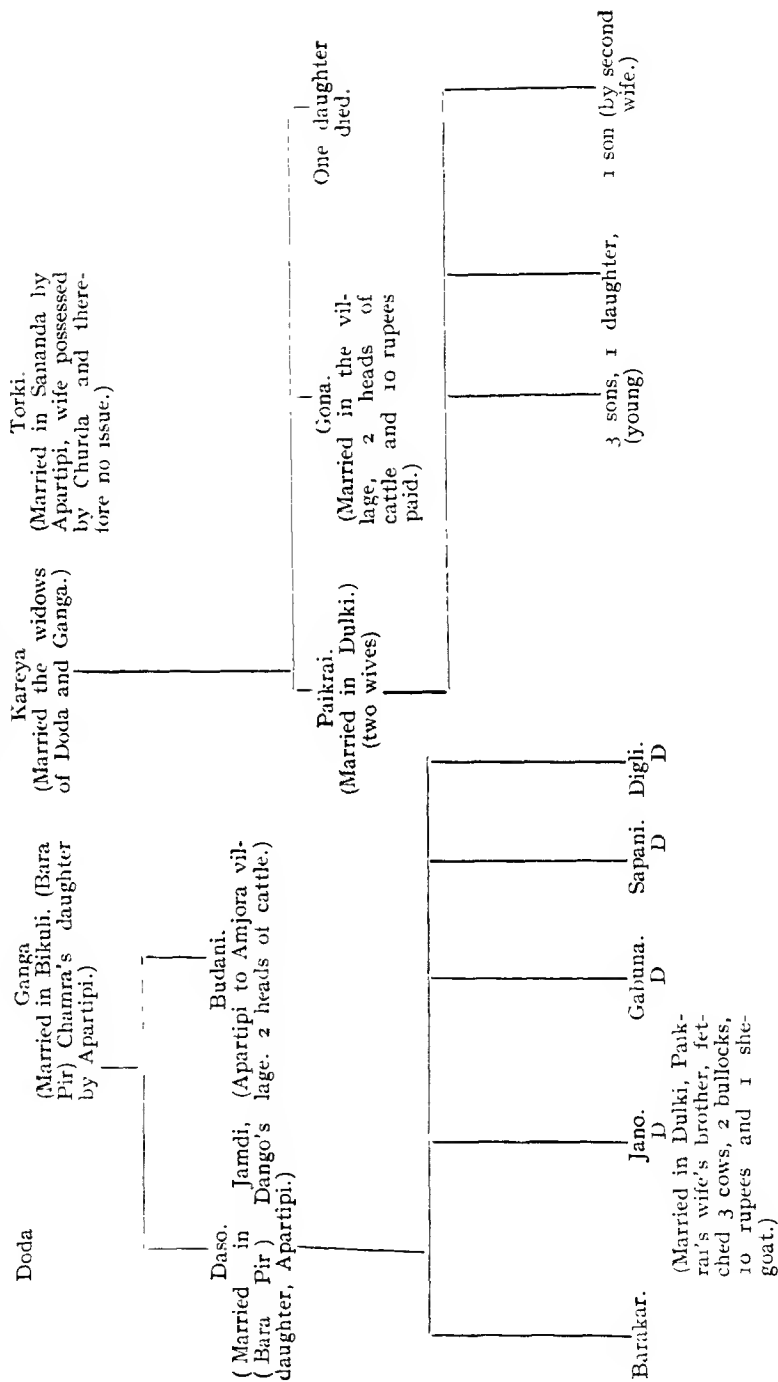 Doda
Ganga
(Married in Bikuli. (Bara
Pir) Chamra's daughter
by Apartipi.)
Kareya
(Married the widows
of Doda and Ganga.)
Torki.
(Married in Sananda by
Apartipi, wife possessed
by Churda and there-
fore no issue.)
Daso.
( Married in Jamdi,
( Bara Pir ) Dango's
daughter, Apartipi.)
Budani.
(Apartipi to Amjora vil-
lage. 2 heads of cattle.)
Paikrai.
(Married in Dulki.)
(two wives)
Gona.
(Married in the vil-
lage, 2 heads of
cattle and 10 rupees
paid.)
One daughter
died.
Barakar.
Jano.
D
(Married in Dulki, Paik-
rai's wife's brother, fet-
ched 3 cows, 2 bullocks,
10 rupees and 1 she-
goat.)
Gabuna.
D
Sapani.
D
Digli.
D
3 sons, 1 daughter,
(young)
1 son (by second
wife.)